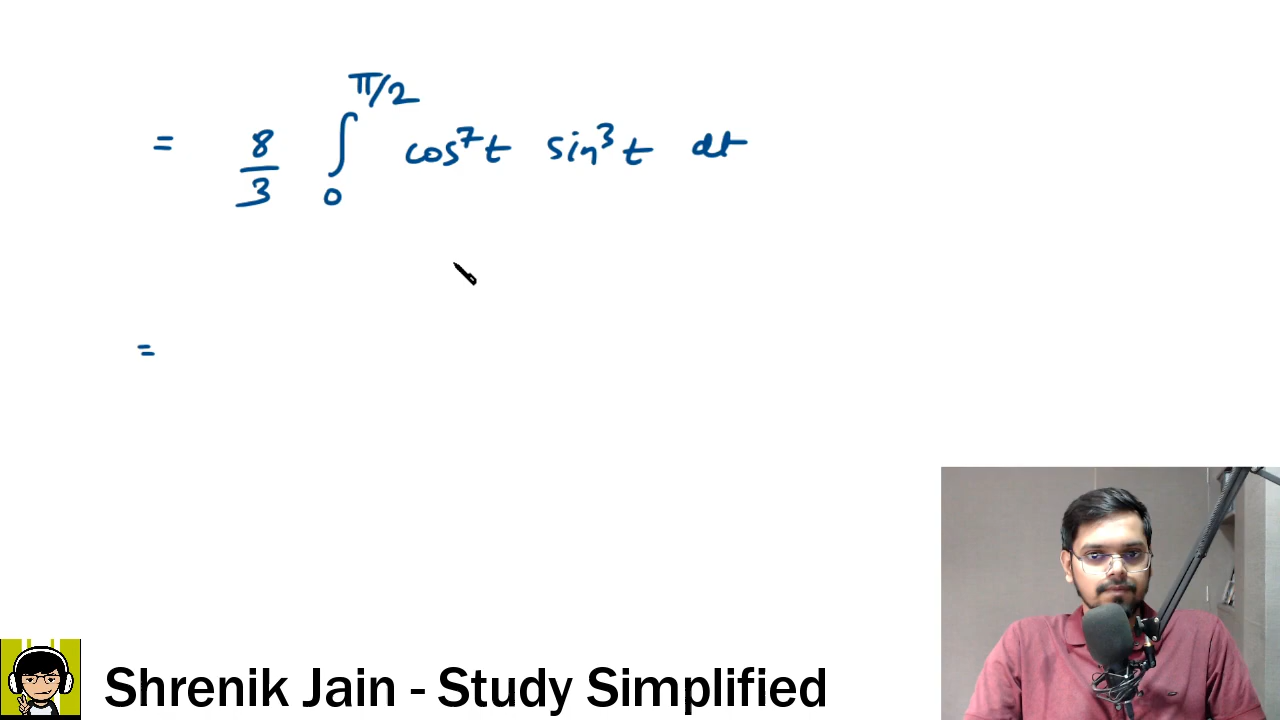 = 8/3 ∫₀^π/2 cos⁷t sin³t dt
=
Shrenik Jain - Study Simplified